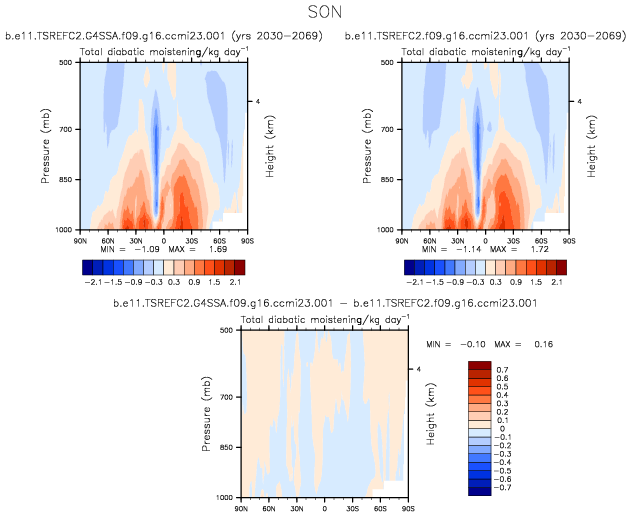 SON
b.e11.TSREFC2.G4SSA.f09.g16.ccmi23.001 (yrs 2030-2069)
b.e11.TSREFC2.f09.g16.ccmi23.001 (yrs 2030-2069)
Total diabatic moistening g/kg day⁻¹
Total diabatic moistening g/kg day⁻¹
500
700
850
1000
Pressure (mb)
4
Height (km)
90N 60N 30N 0 30S 60S 90S
MIN = -1.09 MAX = 1.69
-2.1 -1.5 -0.9 -0.3 0.3 0.9 1.5 2.1
500
700
850
1000
Pressure (mb)
4
Height (km)
90N 60N 30N 0 30S 60S 90S
MIN = -1.14 MAX = 1.72
-2.1 -1.5 -0.9 -0.3 0.3 0.9 1.5 2.1
b.e11.TSREFC2.G4SSA.f09.g16.ccmi23.001 - b.e11.TSREFC2.f09.g16.ccmi23.001
Total diabatic moistening g/kg day⁻¹
500
700
850
1000
Pressure (mb)
4
Height (km)
90N 60N 30N 0 30S 60S 90S
MIN = -0.10 MAX = 0.16
0.7
0.6
0.5
0.4
0.3
0.2
0.1
0
-0.1
-0.2
-0.3
-0.4
-0.5
-0.6
-0.7